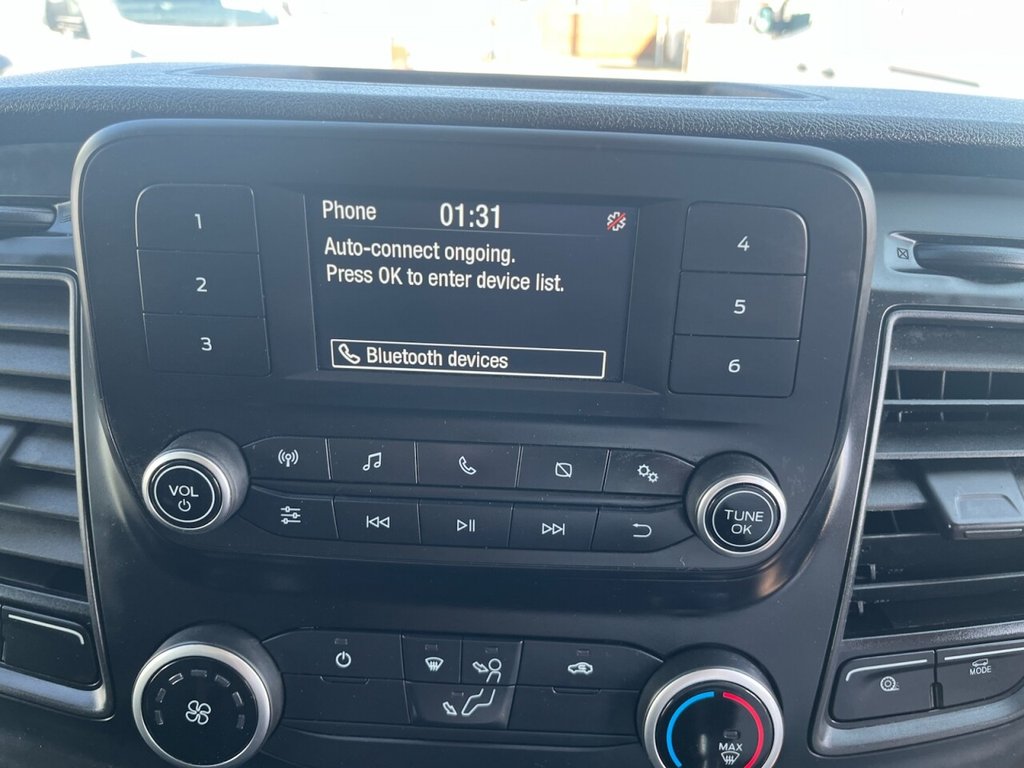 Phone 01:31
Auto-connect ongoing.
Press OK to enter device list.
Bluetooth devices
1
2
3
4
5
6
VOL
TUNE
OK
MAX
MODE